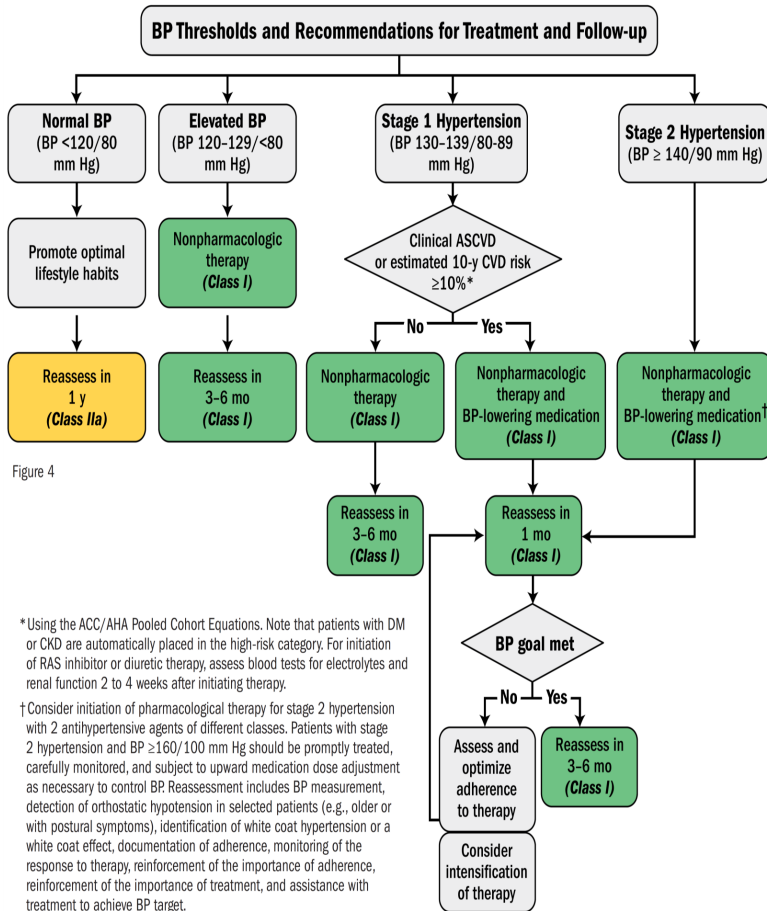 BP Thresholds and Recommendations for Treatment and Follow-up
Normal BP
(BP <120/80
mm Hg)
Elevated BP
(BP 120–129/<80
mm Hg)
Stage 1 Hypertension
(BP 130–139/80-89
mm Hg)
Stage 2 Hypertension
(BP ≥ 140/90 mm Hg)
Promote optimal
lifestyle habits
Nonpharmacologic
therapy
(Class I)
Clinical ASCVD
or estimated 10-y CVD risk
≥10%*
No
Yes
Reassess in
1 y
(Class IIa)
Reassess in
3–6 mo
(Class I)
Nonpharmacologic
therapy
(Class I)
Nonpharmacologic
therapy and
BP-lowering medication
(Class I)
Nonpharmacologic
therapy and
BP-lowering medication†
(Class I)
Figure 4
Reassess in
3–6 mo
(Class I)
Reassess in
1 mo
(Class I)
BP goal met
No
Yes
Assess and
optimize
adherence
to therapy
Reassess in
3–6 mo
(Class I)
Consider
intensification
of therapy
* Using the ACC/AHA Pooled Cohort Equations. Note that patients with DM
or CKD are automatically placed in the high-risk category. For initiation
of RAS inhibitor or diuretic therapy, assess blood tests for electrolytes and
renal function 2 to 4 weeks after initiating therapy.
† Consider initiation of pharmacological therapy for stage 2 hypertension
with 2 antihypertensive agents of different classes. Patients with stage
2 hypertension and BP ≥160/100 mm Hg should be promptly treated,
carefully monitored, and subject to upward medication dose adjustment
as necessary to control BP. Reassessment includes BP measurement,
detection of orthostatic hypotension in selected patients (e.g., older or
with postural symptoms), identification of white coat hypertension or a
white coat effect, documentation of adherence, monitoring of the
response to therapy, reinforcement of the importance of adherence,
reinforcement of the importance of treatment, and assistance with
treatment to achieve BP target.